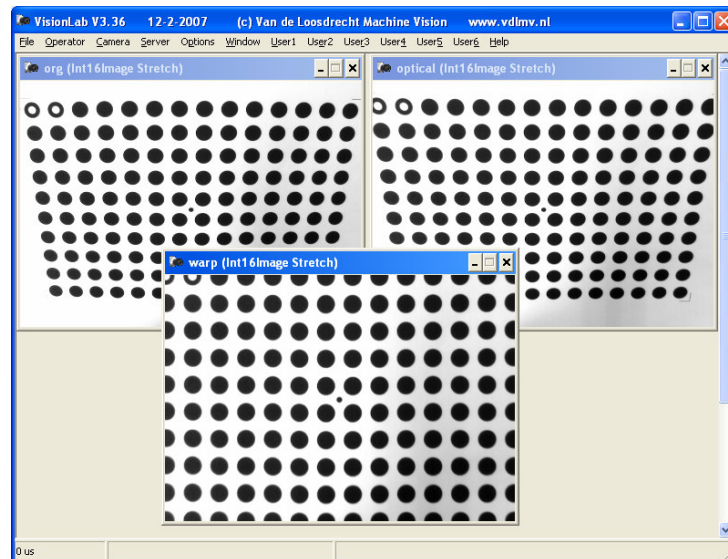 VisionLab V3.36 12-2-2007 (c) Van de Loosdrecht Machine Vision www.vdlmv.nl
File Operator Camera Server Options Window User1 User2 User3 User4 User5 User6 Help
org (Int16Image Stretch)
optical (Int16Image Stretch)
warp (Int16Image Stretch)
0 us